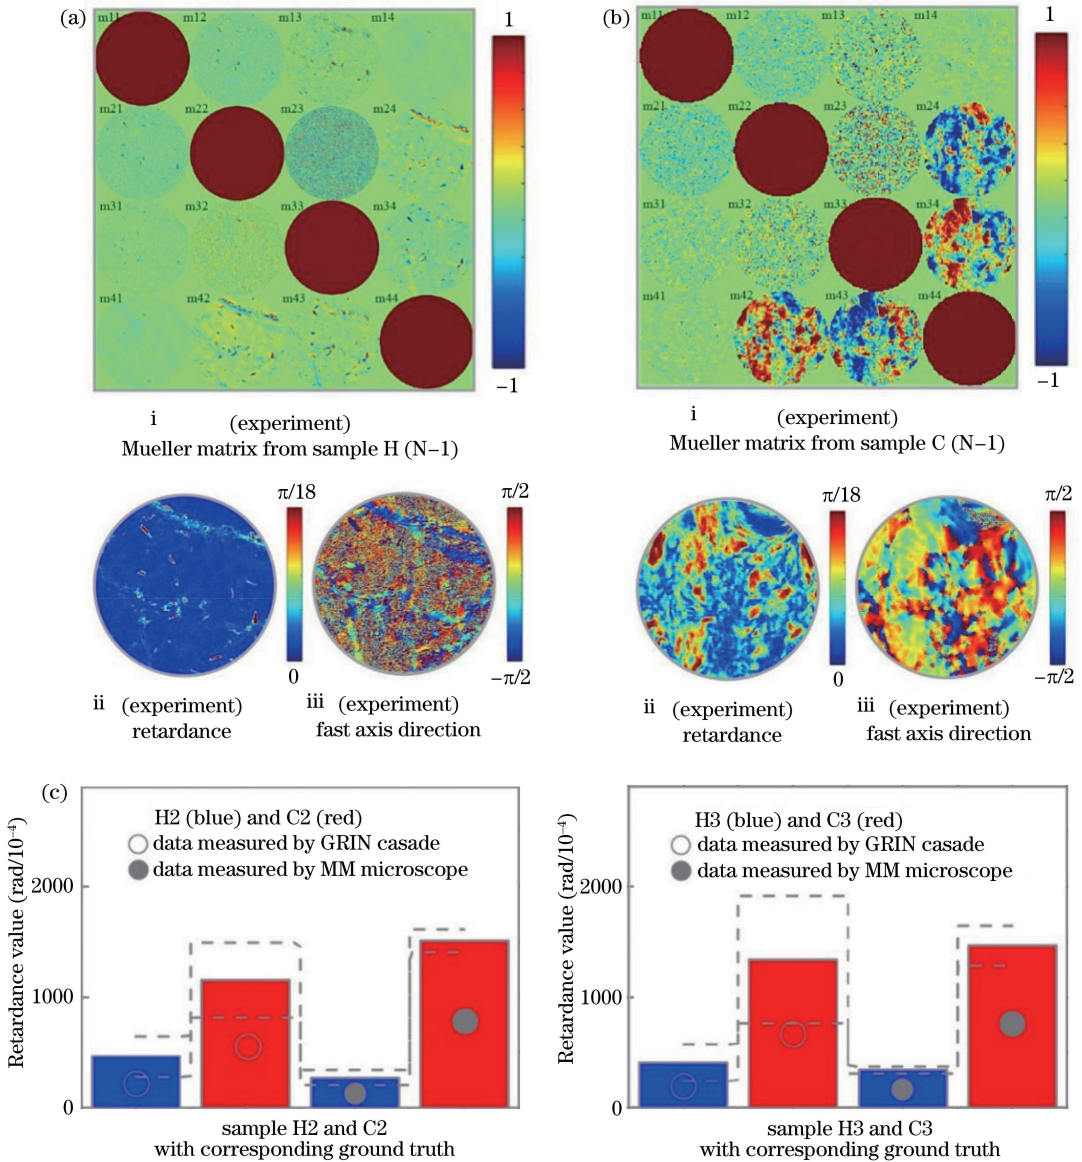 (a)
m11 m12 m13 m14
m21 m22 m23 m24
m31 m32 m33 m34
m41 m42 m43 m44
1
−1
i (experiment)
Mueller matrix from sample H (N−1)
(b)
m11 m12 m13 m14
m21 m22 m23 m24
m31 m32 m33 m34
m41 m42 m43 m44
1
−1
i (experiment)
Mueller matrix from sample C (N−1)
π/18
0
ii (experiment)
retardance
π/2
−π/2
iii (experiment)
fast axis direction
π/18
0
ii (experiment)
retardance
π/2
−π/2
iii (experiment)
fast axis direction
(c)
Retardance value (rad/10⁻⁴)
2000
1000
0
H2 (blue) and C2 (red)
data measured by GRIN casade
data measured by MM microscope
sample H2 and C2
with corresponding ground truth
Retardance value (rad/10⁻⁴)
2000
1000
0
H3 (blue) and C3 (red)
data measured by GRIN casade
data measured by MM microscope
sample H3 and C3
with corresponding ground truth